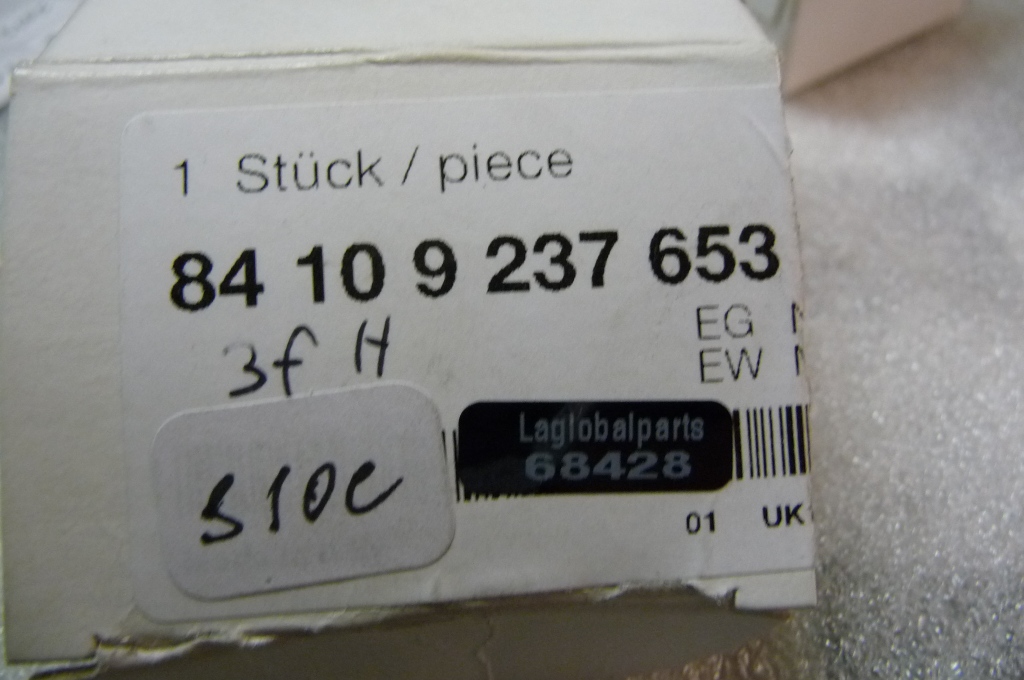 1 Stück / piece
84 10 9 237 653
3f H
EG
EW
Laglobalparts
68428
S10C
01 UK